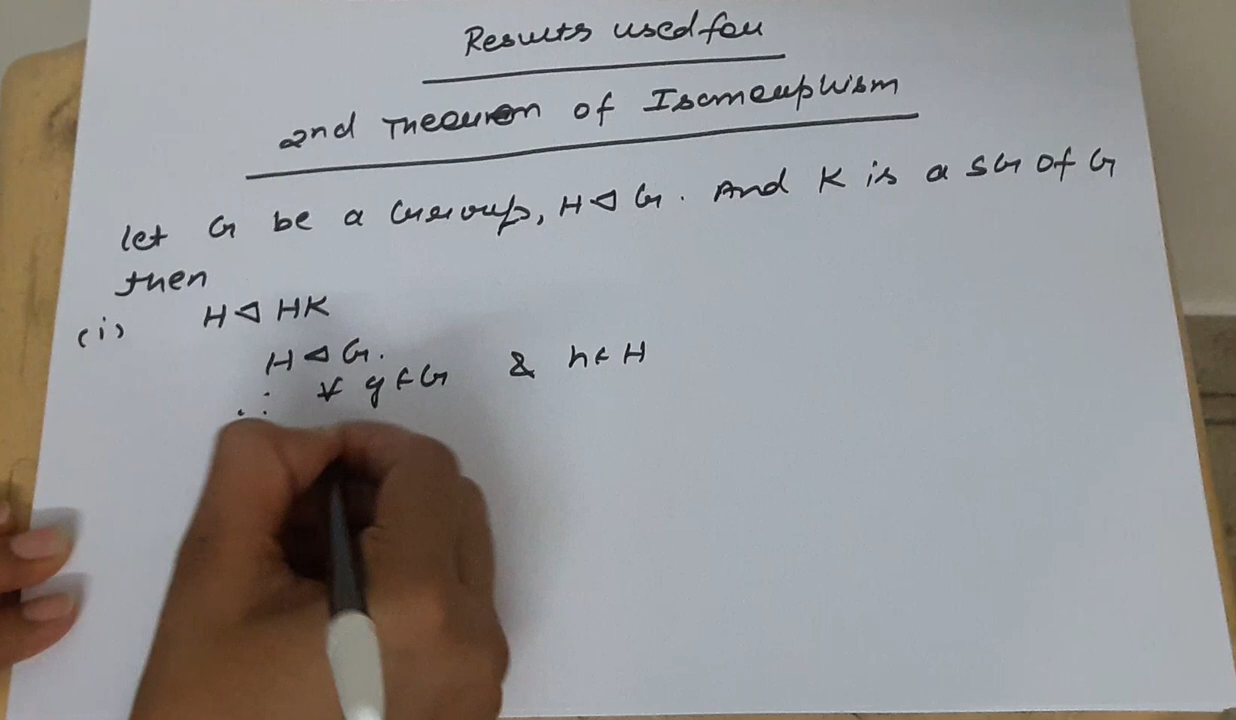 Results used for
2nd Theorem of Isomorphism
let G be a Group, H ⊲ G. And K is a SG of G
then
(i) H ⊲ HK
H ⊲ G.
∴ ∀ g ∈ G & h ∈ H